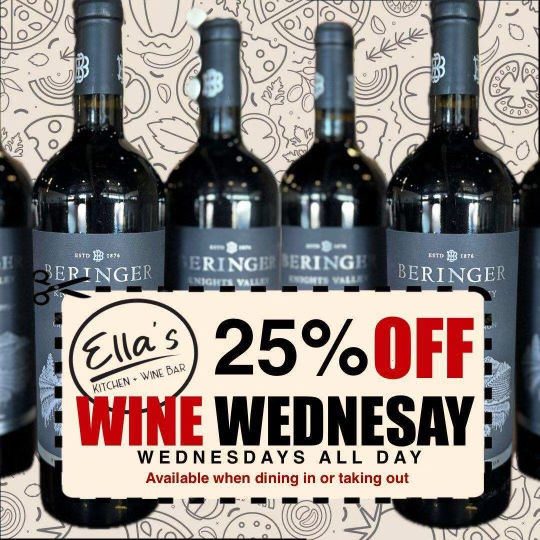 ESTD 1876
BERINGER
ESTD 1876
BERINGER
KNIGHTS VALLEY
ESTD 1876
BERINGER
KNIGHTS VALLEY
ESTD 1876
BERINGER
Ella's
KITCHEN + WINE BAR
25% OFF
WINE WEDNESAY
WEDNESDAYS ALL DAY
Available when dining in or taking out